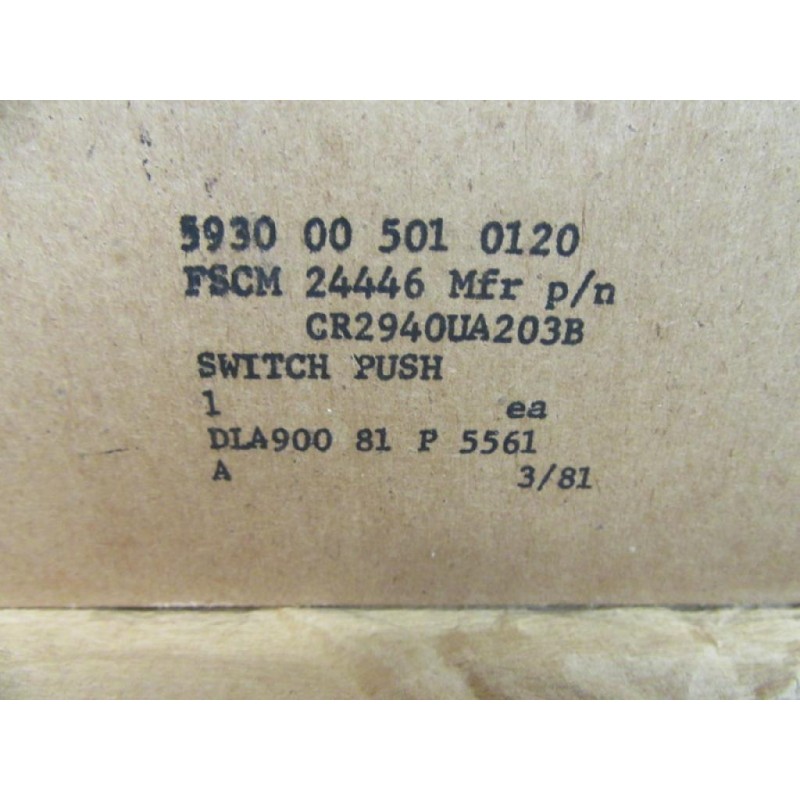 5930 00 501 0120
FSCM 24446 Mfr p/n
CR2940UA203B
SWITCH PUSH
1 ea
DLA900 81 P 5561
A 3/81